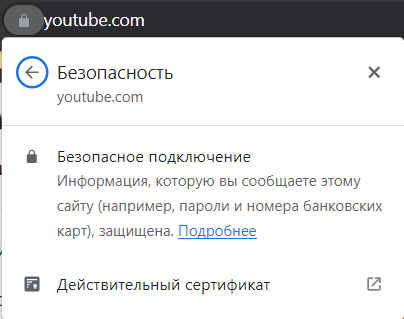 youtube.com
Безопасность
youtube.com
Безопасное подключение
Информация, которую вы сообщаете этому
сайту (например, пароли и номера банковских
карт), защищена. Подробнее
Действительный сертификат